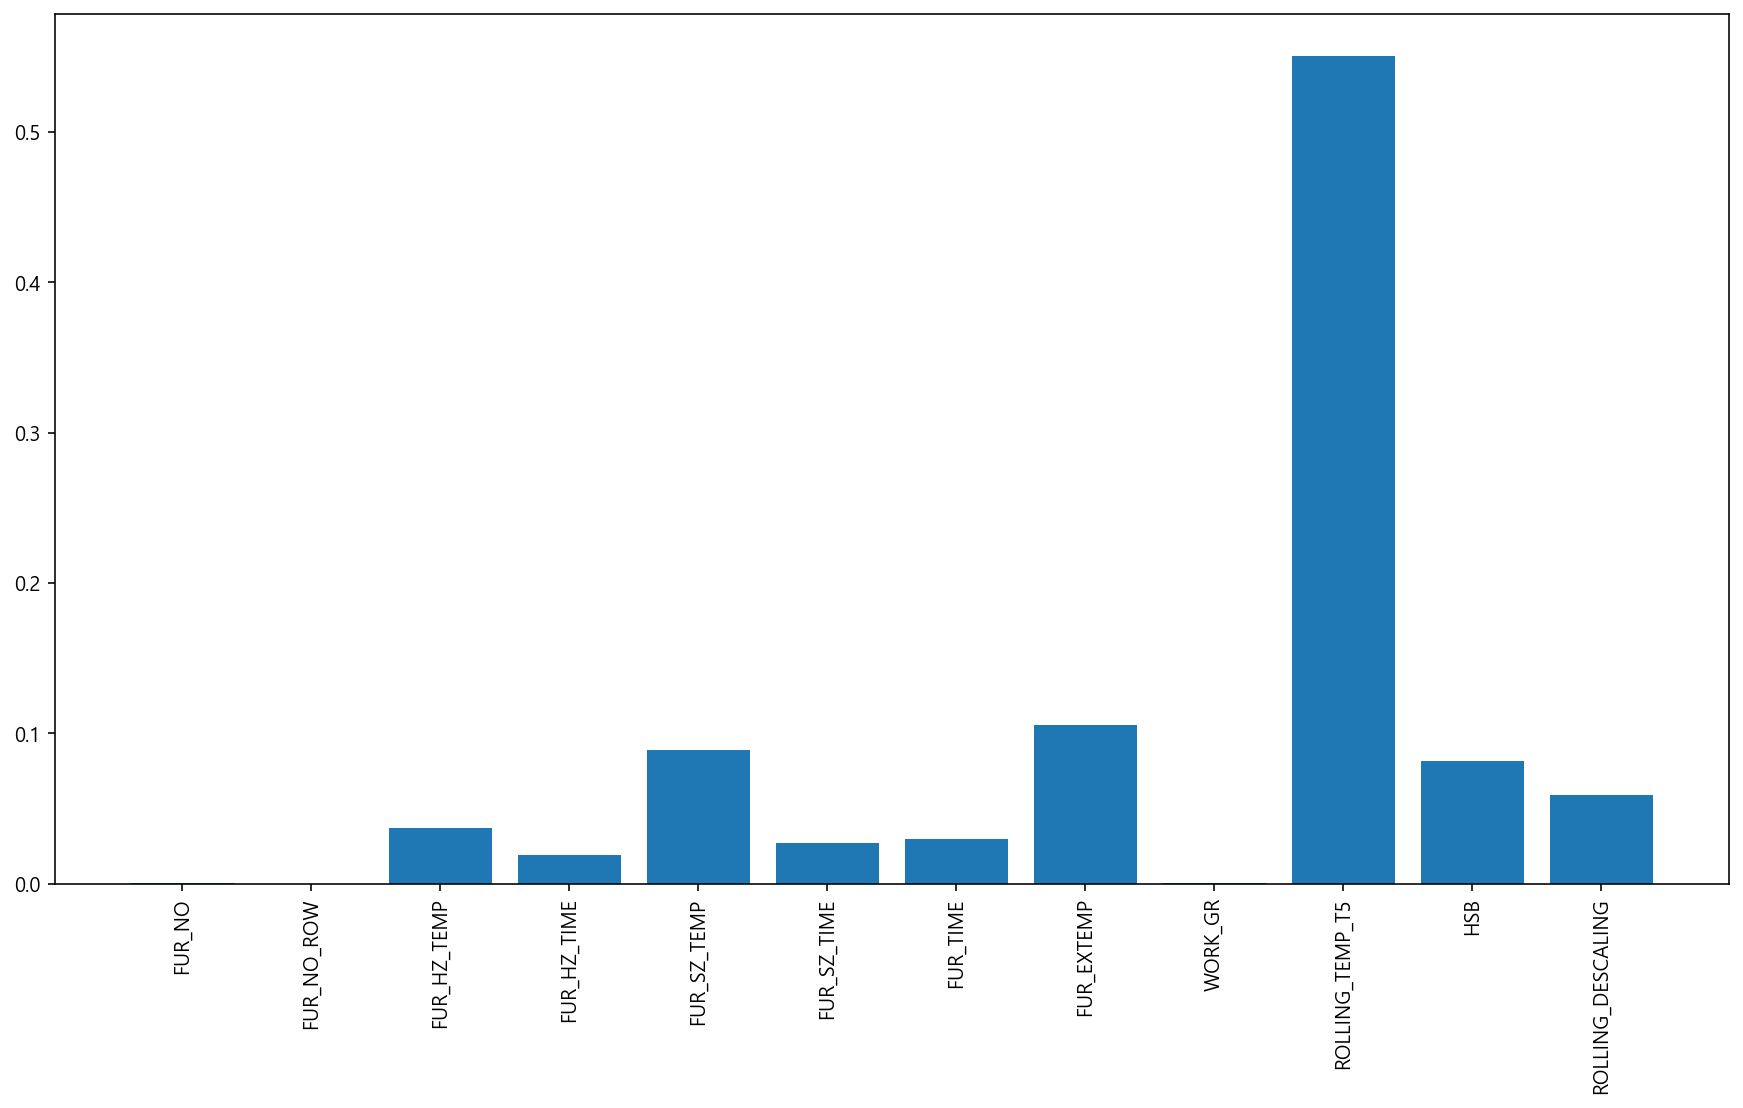 0.5
0.4
0.3
0.2
0.1
0.0
FUR_NO
FUR_NO_ROW
FUR_HZ_TEMP
FUR_HZ_TIME
FUR_SZ_TEMP
FUR_SZ_TIME
FUR_TIME
FUR_EXTEMP
WORK_GR
ROLLING_TEMP_T5
HSB
ROLLING_DESCALING